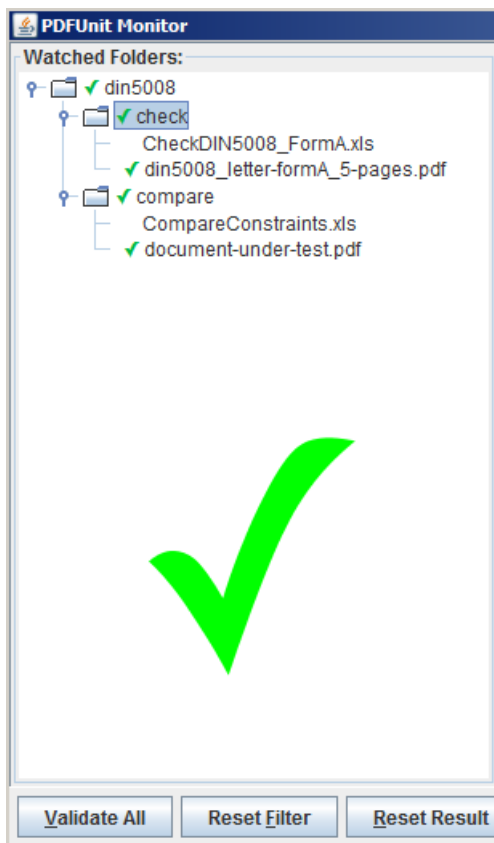 PDFUnit Monitor
Watched Folders:
din5008
check
CheckDIN5008_FormA.xls
din5008_letter-formA_5-pages.pdf
compare
CompareConstraints.xls
document-under-test.pdf
Validate All Reset Filter Reset Result